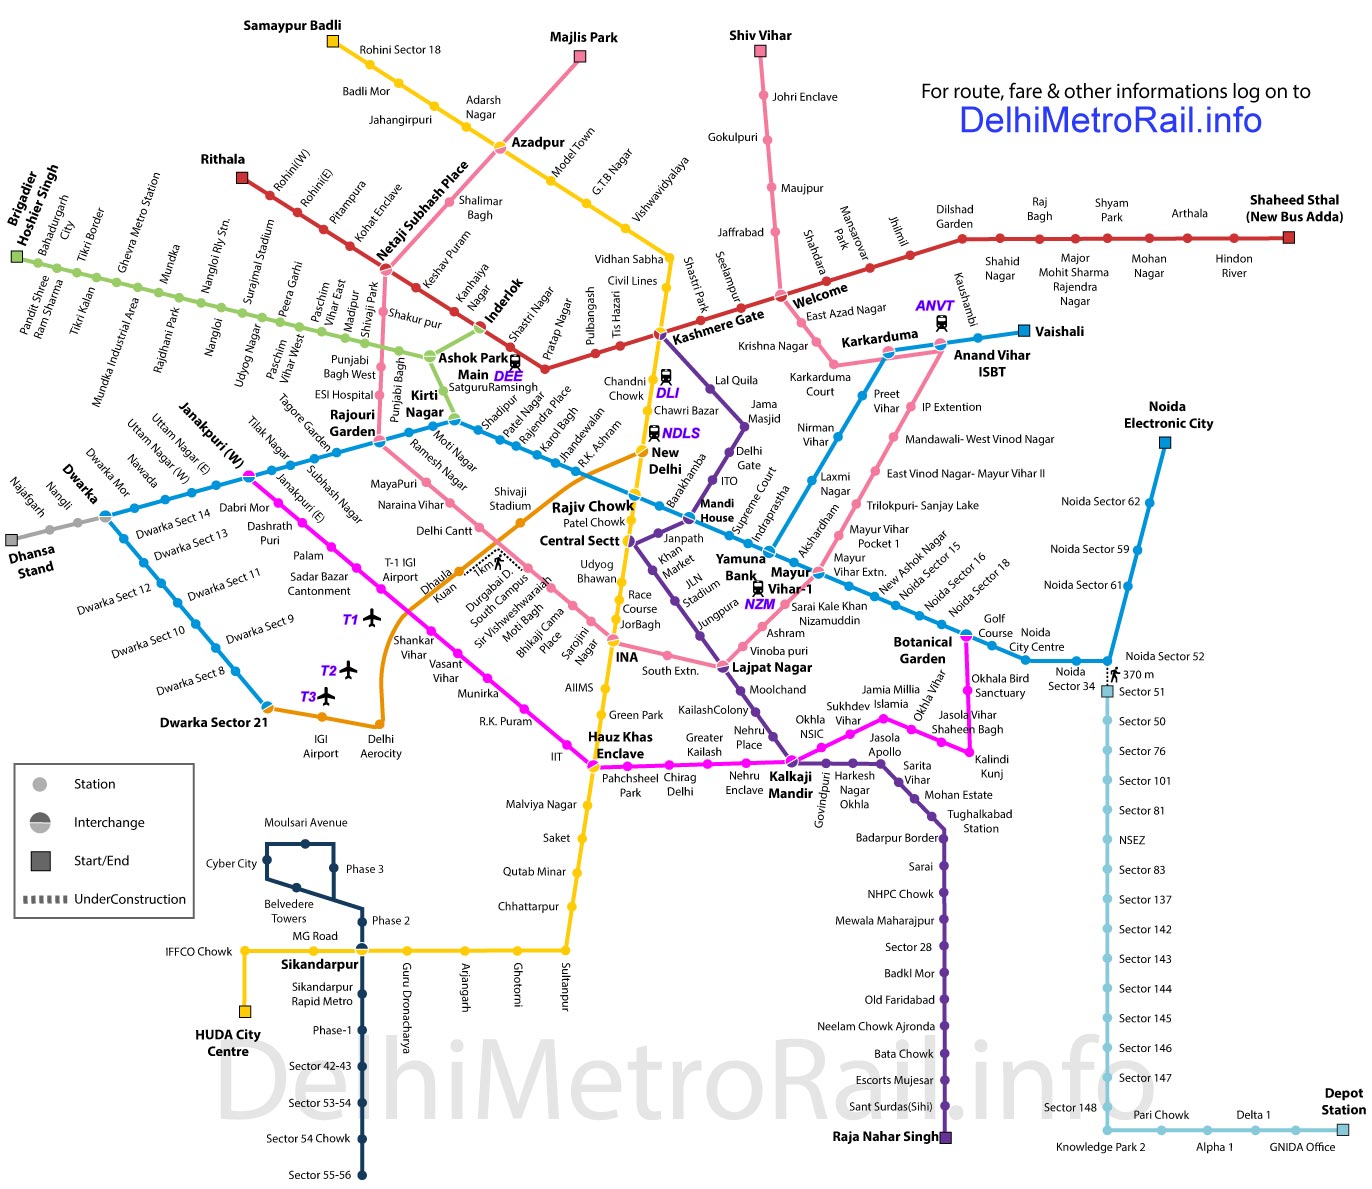 Samaypur Badli
Rohini Sector 18
Badli Mor
Jahangirpuri
Adarsh
Nagar
Azadpur
Model Town
G.T.B Nagar
Vishwavidyalaya
Vidhan Sabha
Civil Lines
Majlis Park
Shiv Vihar
Johri Enclave
Gokulpuri
Maujpur
Jaffrabad
For route, fare & other informations log on to
DelhiMetroRail.info
Rithala
Rohini(W)
Rohini(E)
Pitampura
Kohat Enclave
Netaji Subhash Place
Shalimar
Bagh
Keshav Puram
Kanhaiya
Nagar
Inderlok
Shastri Nagar
Pratap Nagar
Pulbangash
Tis Hazari
Kashmere Gate
Shastri Park
Seelampur
Welcome
Shahdara
Mansarovar
Park
Jhilmil
Dilshad
Garden
Shahid
Nagar
Raj
Bagh
Major
Mohit Sharma
Rajendra
Nagar
Shyam
Park
Mohan
Nagar
Arthala
Hindon
River
Shaheed Sthal
(New Bus Adda)
Brigadier
Hoshier Singh
Bahadurgarh
City
Pandit Shree
Ram Sharma
Tikri Border
Tikri Kalan
Ghevra Metro Station
Mundka Industrial Area
Mundka
Rajdhani Park
Nangloi Rly Stn.
Nangloi
Surajmal Stadium
Udyog Nagar
Peera Garhi
Paschim
Vihar West
Paschim
Vihar East
Madipur
Shivaji Park
Shakur pur
Punjabi
Bagh West
ESI Hospital
Punjabi Bagh
Ashok Park
Main
DEE
SatguruRamsingh
Kirti
Nagar
Rajouri
Garden
East Azad Nagar
Krishna Nagar
Karkarduma
Court
Karkarduma
ANVT
Kaushambi
Vaishali
Anand Vihar
ISBT
Preet
Vihar
Nirman
Vihar
Laxmi
Nagar
IP Extention
Mandawali- West Vinod Nagar
East Vinod Nagar- Mayur Vihar II
Trilokpuri- Sanjay Lake
Mayur Vihar
Pocket 1
Mayur
Vihar Extn.
Mayur
Vihar-1
Chandni
Chowk
DLI
Chawri Bazar
NDLS
New
Delhi
Lal Quila
Jama
Masjid
Delhi
Gate
ITO
Mandi
House
Janakpuri (W)
Tilak Nagar
Tagore Garden
Subhash Nagar
Janakpuri (E)
Uttam Nagar (E)
Uttam Nagar (W)
Nawada
Dwarka Mor
Dwarka
Nangli
Najafgarh
Dhansa
Stand
Dwarka Sect 14
Dwarka Sect 13
Dwarka Sect 12
Dwarka Sect 11
Dwarka Sect 10
Dwarka Sect 9
Dwarka Sect 8
Dwarka Sector 21
IGI
Airport
Delhi
Aerocity
T1
T2
T3
Moti Nagar
Shadipur
Patel Nagar
Rajendra Place
Karol Bagh
Jhandewalan
R.K. Ashram
Ramesh Nagar
MayaPuri
Naraina Vihar
Delhi Cantt
Shivaji
Stadium
Dhaula
Kuan
1km
Durgabai D.
South Campus
Sir Vishweshwaraiah
Moti Bagh
Bhikaji Cama
Place
Sarojini
Nagar
INA
South Extn.
Lajpat Nagar
Vinoba puri
Ashram
Sarai Kale Khan
Nizamuddin
NZM
Rajiv Chowk
Patel Chowk
Central Sectt
Udyog
Bhawan
Race
Course
JorBagh
AIIMS
Green Park
Hauz Khas
Enclave
Barakhamba
Supreme Court
Indraprastha
Yamuna
Bank
Akshardham
New Ashok Nagar
Noida Sector 15
Noida Sector 16
Noida Sector 18
Botanical
Garden
Golf
Course
Noida
City Centre
Noida
Sector 34
Noida Sector 52
Noida Sector 61
Noida Sector 59
Noida Sector 62
Noida
Electronic City
370 m
Janpath
Khan
Market
JLN
Stadium
Jungpura
Moolchand
KailashColony
Nehru
Place
Kalkaji
Mandir
Dabri Mor
Dashrath
Puri
Palam
Sadar Bazar
Cantonment
T-1 IGI
Airport
Shankar
Vihar
Vasant
Vihar
Munirka
R.K. Puram
IIT
Pahchsheel
Park
Chirag
Delhi
Greater
Kailash
Nehru
Enclave
Okhla
NSIC
Sukhdev
Vihar
Jamia Millia
Islamia
Okhla Vihar
Jasola Vihar
Shaheen Bagh
Kalindi
Kunj
Okhala Bird
Sanctuary
Govindpuri
Harkesh
Nagar
Okhla
Jasola
Apollo
Sarita
Vihar
Mohan Estate
Tughalkabad
Station
Badarpur Border
Sarai
NHPC Chowk
Mewala Maharajpur
Sector 28
Badkl Mor
Old Faridabad
Neelam Chowk Ajronda
Bata Chowk
Escorts Mujesar
Sant Surdas(Sihi)
Raja Nahar Singh
Malviya Nagar
Saket
Qutab Minar
Chhattarpur
Sultanpur
Ghotorni
Arjangarh
Guru Dronacharya
Sikandarpur
MG Road
IFFCO Chowk
HUDA City
Centre
Moulsari Avenue
Cyber City
Phase 3
Belvedere
Towers
Phase 2
Sikandarpur
Rapid Metro
Phase-1
Sector 42-43
Sector 53-54
Sector 54 Chowk
Sector 55-56
Sector 51
Sector 50
Sector 76
Sector 101
Sector 81
NSEZ
Sector 83
Sector 137
Sector 142
Sector 143
Sector 144
Sector 145
Sector 146
Sector 147
Sector 148
Knowledge Park 2
Pari Chowk
Alpha 1
Delta 1
GNIDA Office
Depot
Station
Station
Interchange
Start/End
UnderConstruction
DelhiMetroRail.info